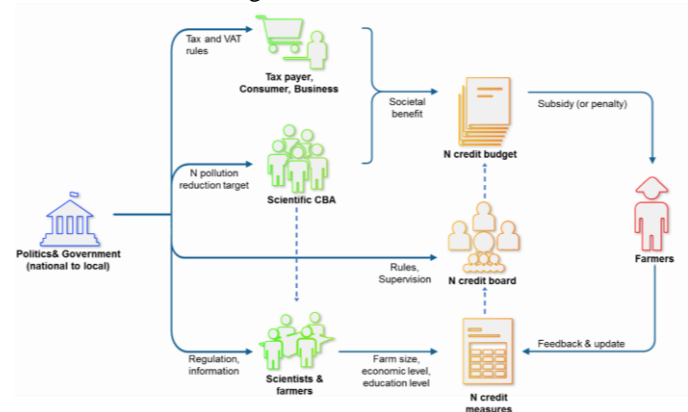 Tax and VAT
rules
Tax payer,
Consumer, Business
Societal
benefit
N credit budget
Subsidy (or penalty)
N pollution
reduction target
Scientific CBA
Politics& Government
(national to local)
Rules,
Supervision
N credit board
Farmers
Regulation,
information
Scientists &
farmers
Farm size,
economic level,
education level
N credit
measures
Feedback & update